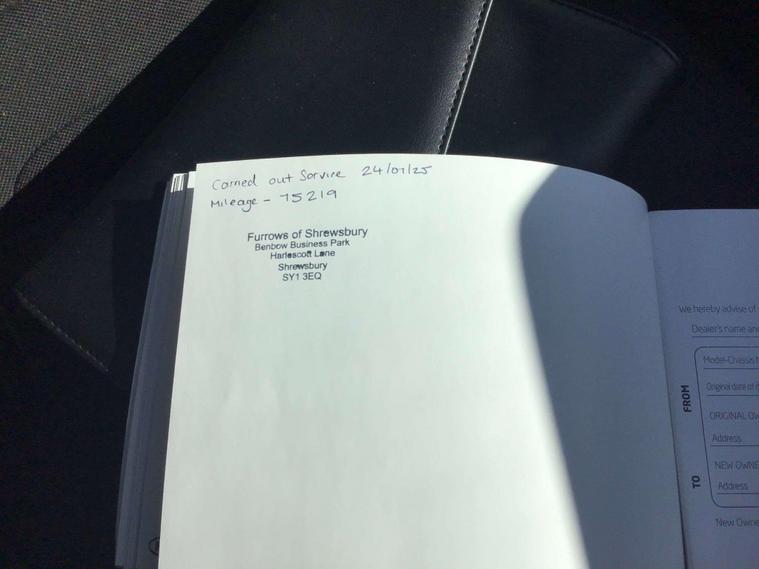 Carried out Service 24/01/25
Mileage - 75219
Furrows of Shrewsbury
Benbow Business Park
Harlescott Lane
Shrewsbury
SY1 3EQ
We hereby advise of
Dealer's name an
Model-Chassis
Original date of
FROM
ORIGINAL OW
Address
TO
NEW OWNE
Address
New Owne